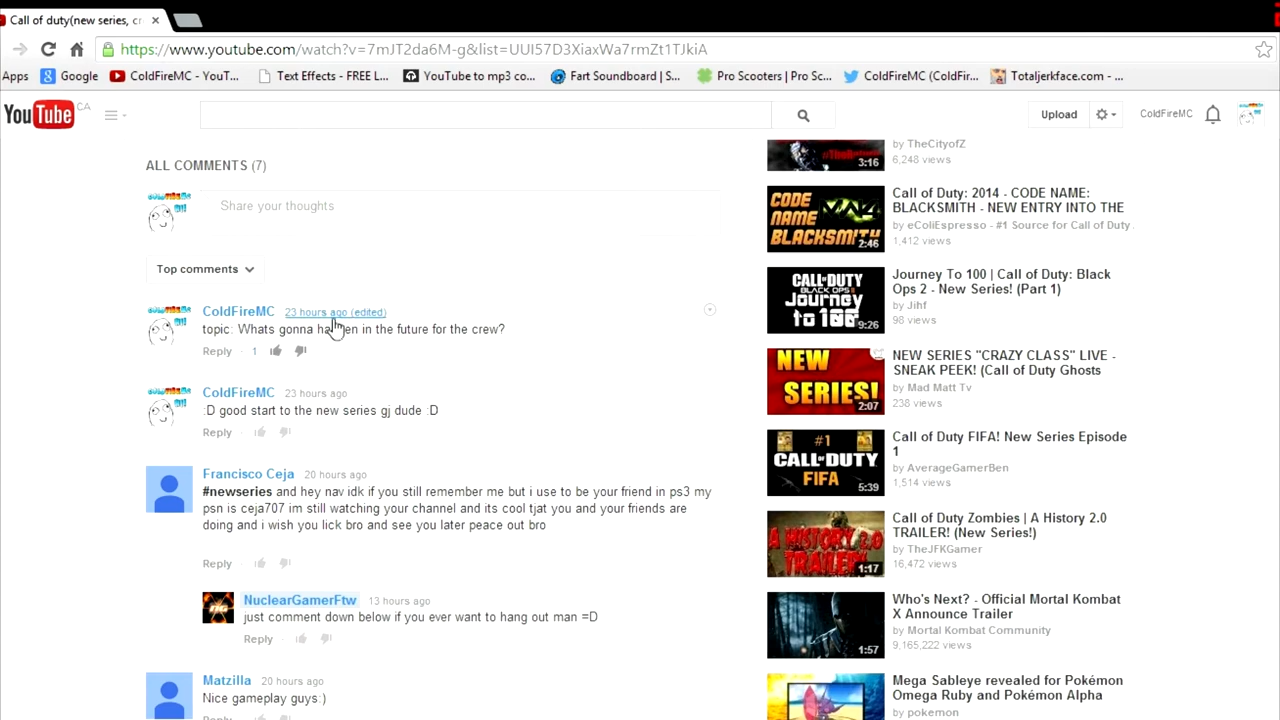 Call of duty(new series, cr
https://www.youtube.com/watch?v=7mJT2da6M-g&list=UUI57D3XiaxWa7rmZt1TJkiA
Apps
Google
ColdFireMC - YouT...
Text Effects - FREE L...
YouTube to mp3 co...
Fart Soundboard | S...
Pro Scooters | Pro Sc...
ColdFireMC (ColdFir...
Totaljerkface.com - ...
YouTube CA
Upload
ColdFireMC
ALL COMMENTS (7)
Share your thoughts
Top comments
ColdFireMC 23 hours ago (edited)
topic: Whats gonna in the future for the crew?
Reply · 1
ColdFireMC 23 hours ago
:D good start to the new series gj dude :D
Reply ·
Francisco Ceja 20 hours ago
#newseries and hey nav idk if you still remember me but i use to be your friend in ps3 my
psn is ceja707 im still watching your channel and its cool tjat you and your friends are
doing and i wish you lick bro and see you later peace out bro
Reply ·
NuclearGamerFtw 13 hours ago
just comment down below if you ever want to hang out man =D
Reply ·
Matzilla 20 hours ago
Nice gameplay guys:)
Reply
3:16
by TheCityofZ
6,248 views
CODE
NAME
BLACKSMITH
2:46
Call of Duty: 2014 - CODE NAME:
BLACKSMITH - NEW ENTRY INTO THE
by eColiEspresso - #1 Source for Call of Duty
1,412 views
CALL OF DUTY
BLACK OPS II
Journey
to 100
9:26
Journey To 100 | Call of Duty: Black
Ops 2 - New Series! (Part 1)
by Jihf
98 views
NEW
SERIES!
2:07
NEW SERIES "CRAZY CLASS" LIVE -
SNEAK PEEK! (Call of Duty Ghosts
by Mad Matt Tv
238 views
#1
CALL OF DUTY
FIFA
5:39
Call of Duty FIFA! New Series Episode
1
by AverageGamerBen
1,514 views
A HISTORY 2.0
TRAILER!
1:17
Call of Duty Zombies | A History 2.0
TRAILER! (New Series!)
by TheJFKGamer
16,472 views
1:57
Who's Next? - Official Mortal Kombat
X Announce Trailer
by Mortal Kombat Community
9,165,222 views
Mega Sableye revealed for Pokémon
Omega Ruby and Pokémon Alpha
by pokemon